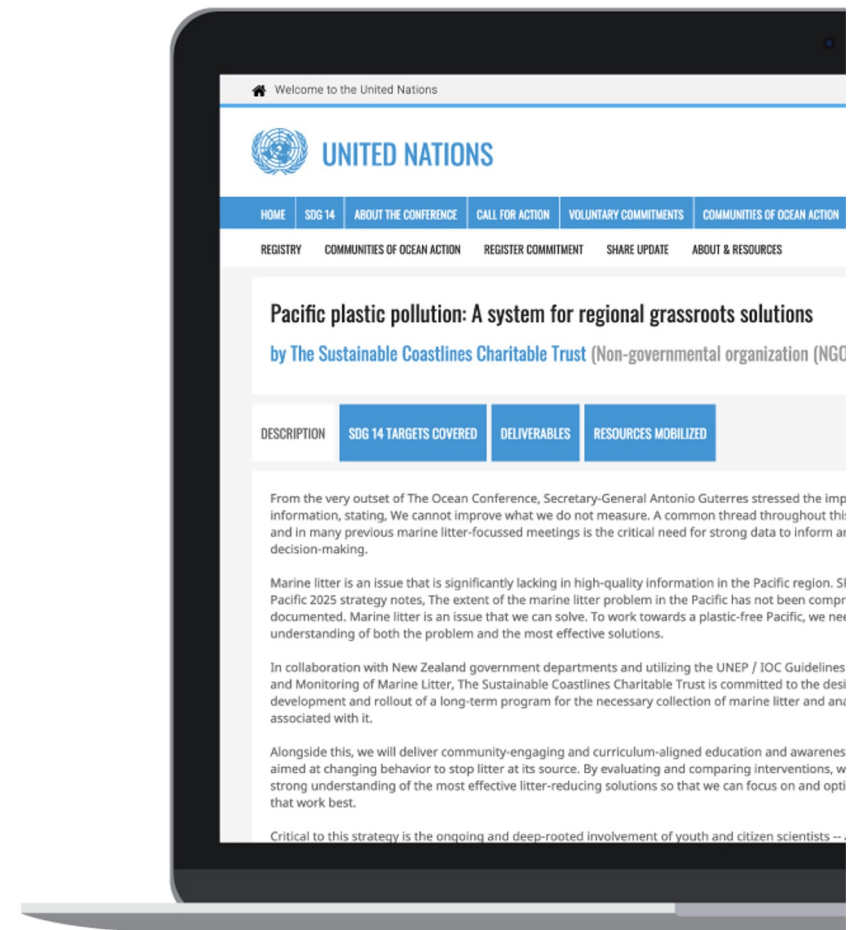 Welcome to the United Nations
UNITED NATIONS
HOME SDG 14 ABOUT THE CONFERENCE CALL FOR ACTION VOLUNTARY COMMITMENTS COMMUNITIES OF OCEAN ACTION
REGISTRY COMMUNITIES OF OCEAN ACTION REGISTER COMMITMENT SHARE UPDATE ABOUT & RESOURCES
Pacific plastic pollution: A system for regional grassroots solutions
by The Sustainable Coastlines Charitable Trust (Non-governmental organization (NGO
DESCRIPTION SDG 14 TARGETS COVERED DELIVERABLES RESOURCES MOBILIZED
From the very outset of The Ocean Conference, Secretary-General Antonio Guterres stressed the imp
information, stating, We cannot improve what we do not measure. A common thread throughout this
and in many previous marine litter-focussed meetings is the critical need for strong data to inform an
decision-making.
Marine litter is an issue that is significantly lacking in high-quality information in the Pacific region.
Pacific 2025 strategy notes, The extent of the marine litter problem in the Pacific has not been compr
documented. Marine litter is an issue that we can solve. To work towards a plastic-free Pacific, we nee
understanding of both the problem and the most effective solutions.
In collaboration with New Zealand government departments and utilizing the UNEP / IOC Guidelines
and Monitoring of Marine Litter, The Sustainable Coastlines Charitable Trust is committed to the desi
development and rollout of a long-term program for the necessary collection of marine litter and ana
associated with it.
Alongside this, we will deliver community-engaging and curriculum-aligned education and awarenes
aimed at changing behavior to stop litter at its source. By evaluating and comparing interventions, w
strong understanding of the most effective litter-reducing solutions so that we can focus on and opti
that work best.
Critical to this strategy is the ongoing and deep-rooted involvement of youth and citizen scientists --